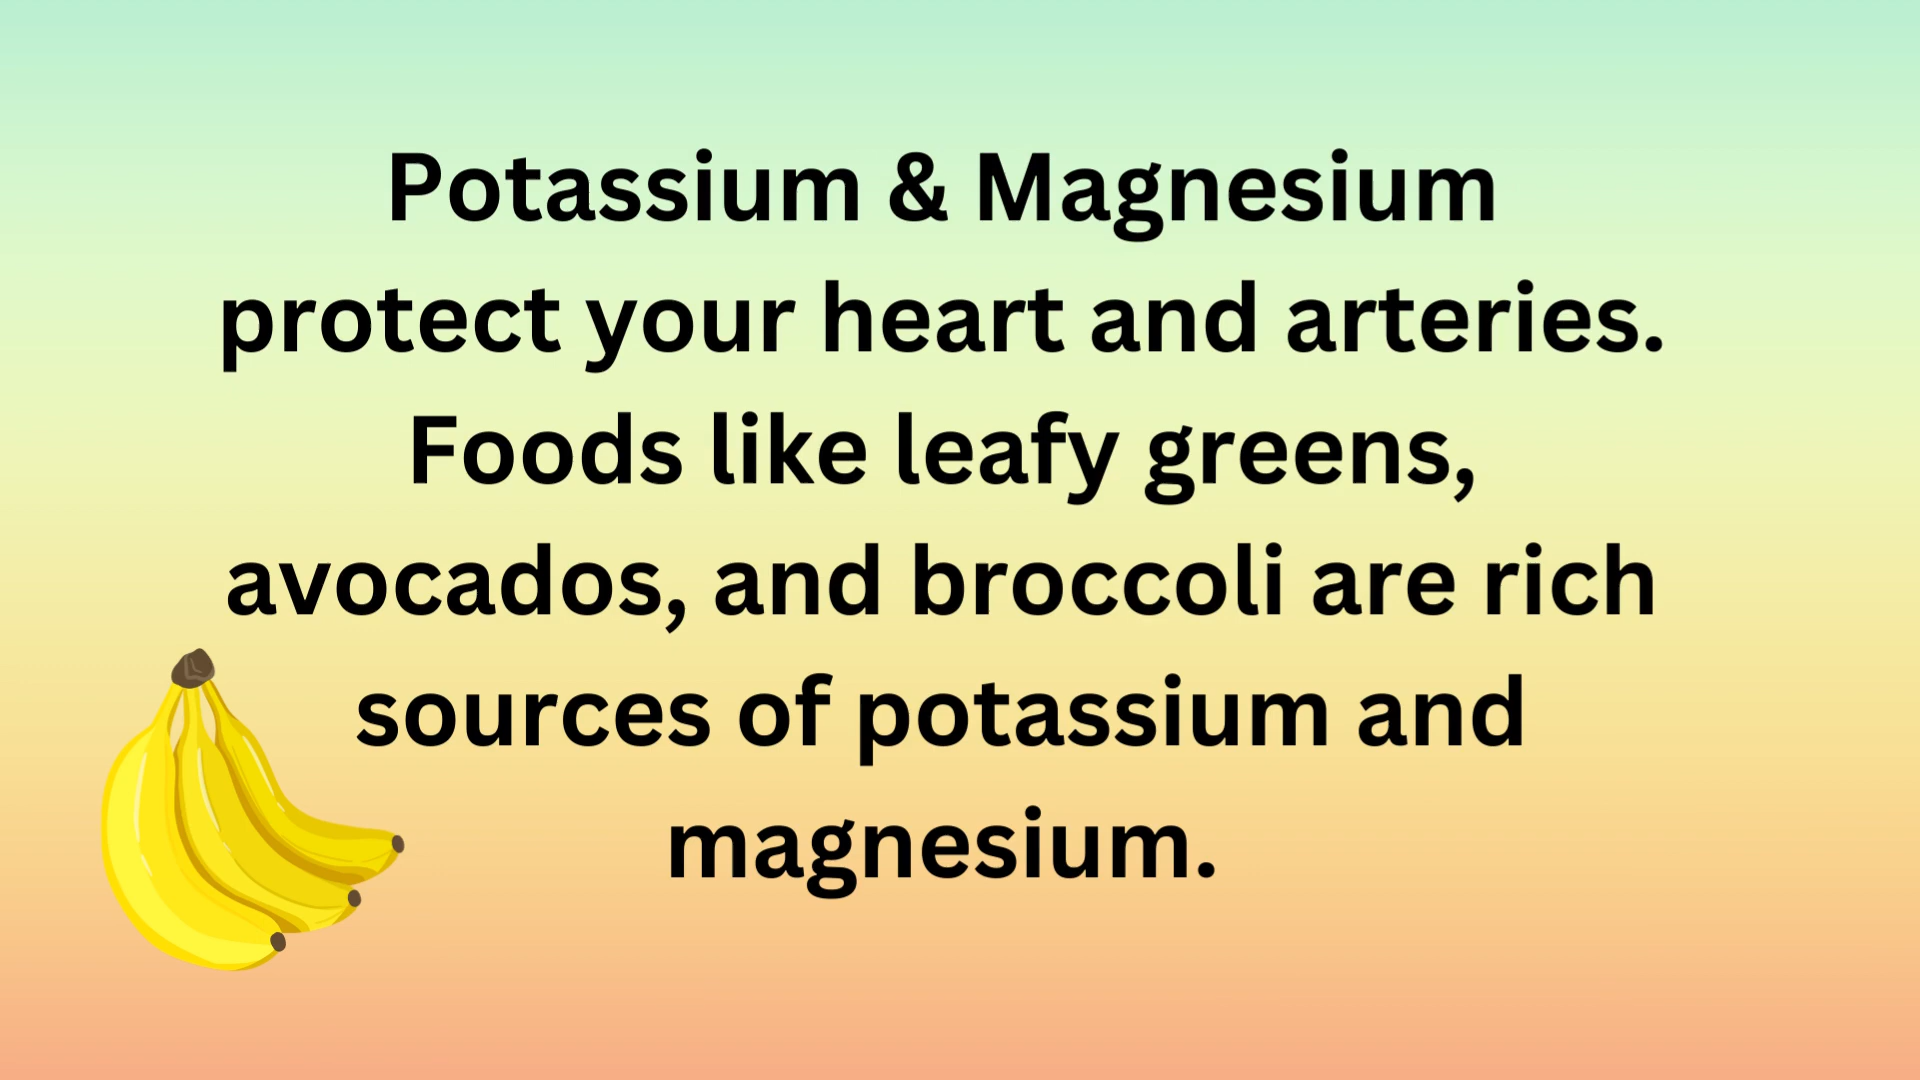 Potassium & Magnesium
protect your heart and arteries.
Foods like leafy greens,
avocados, and broccoli are rich
sources of potassium and
magnesium.